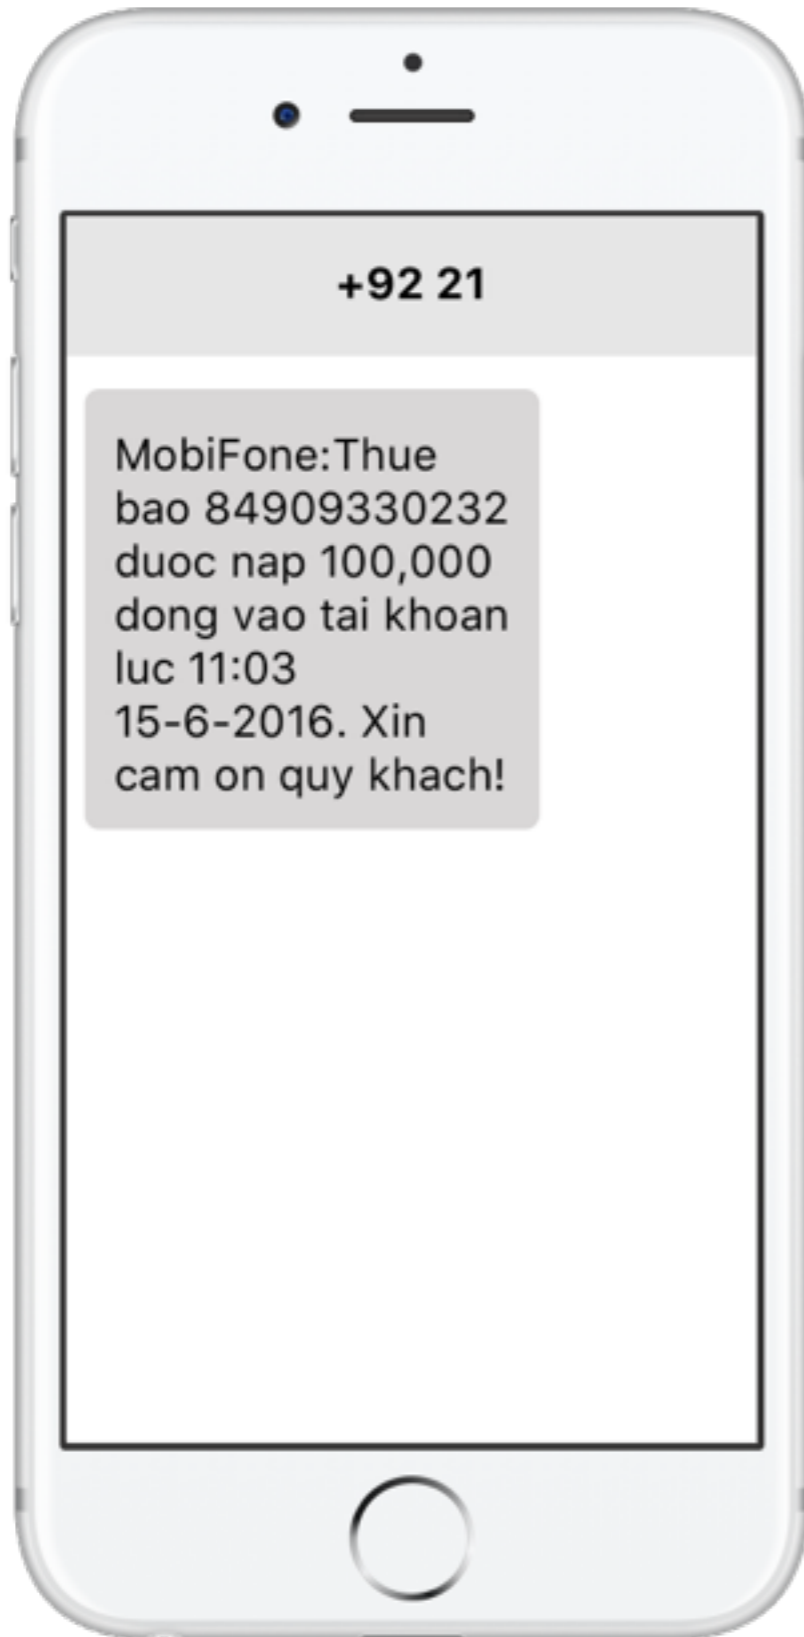 +92 21
MobiFone:Thue
bao 84909330232
duoc nap 100,000
dong vao tai khoan
luc 11:03
15-6-2016. Xin
cam on quy khach!